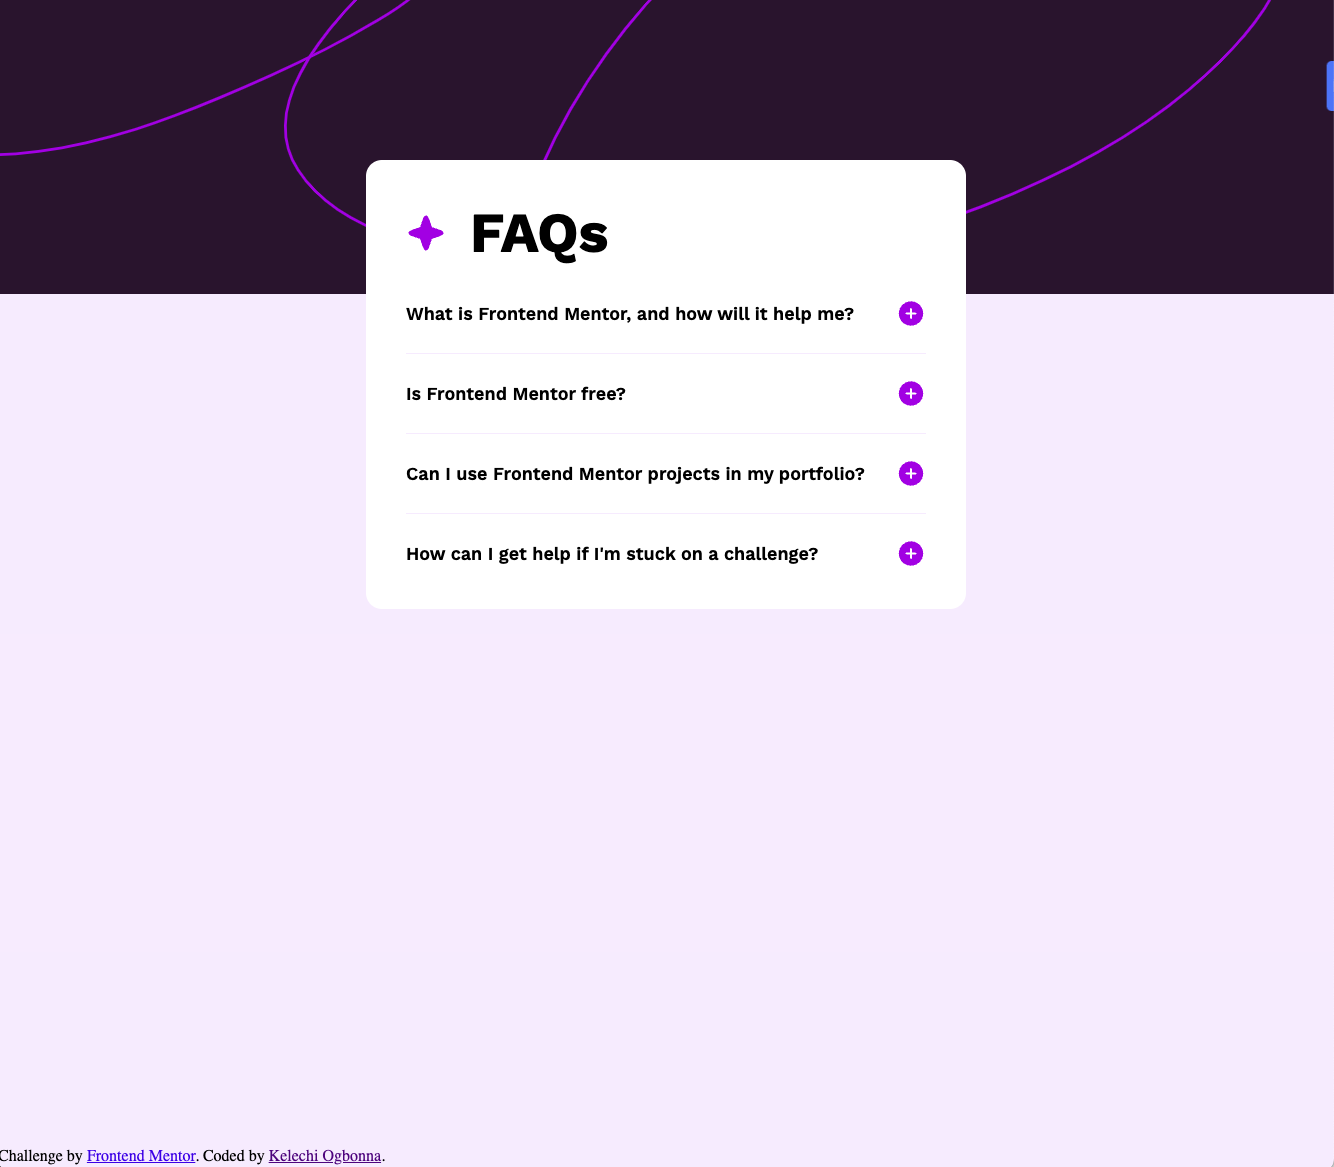 FAQs
What is Frontend Mentor, and how will it help me?
Is Frontend Mentor free?
Can I use Frontend Mentor projects in my portfolio?
How can I get help if I'm stuck on a challenge?
Challenge by Frontend Mentor. Coded by Kelechi Ogbonna.